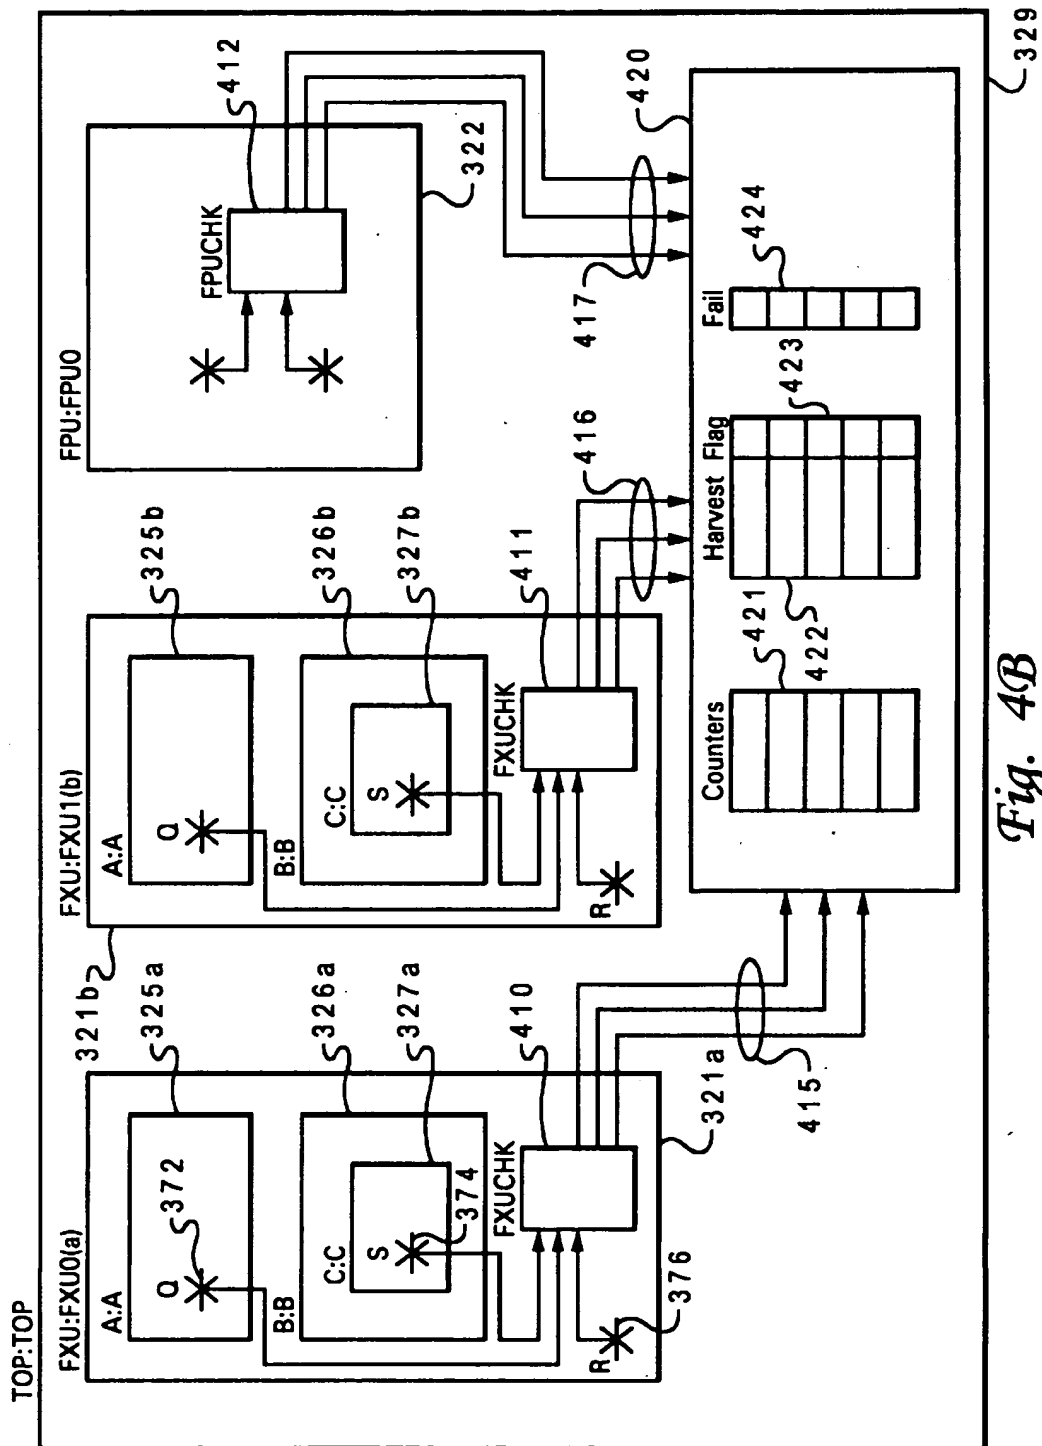 TOP:TOP
FXU:FXU0(a)
A:A
Q
372
325a
B:B
C:C
S
374
326a
327a
FXUCHK
410
R
376
321a
415
321b
FXU:FXU1(b)
A:A
Q
325b
B:B
C:C
S
326b
327b
FXUCHK
411
R
416
FPU:FPU0
FPUCHK
412
322
417
420
Counters
421
Harvest
422
Flag
423
Fail
424
329
Fig. 4B